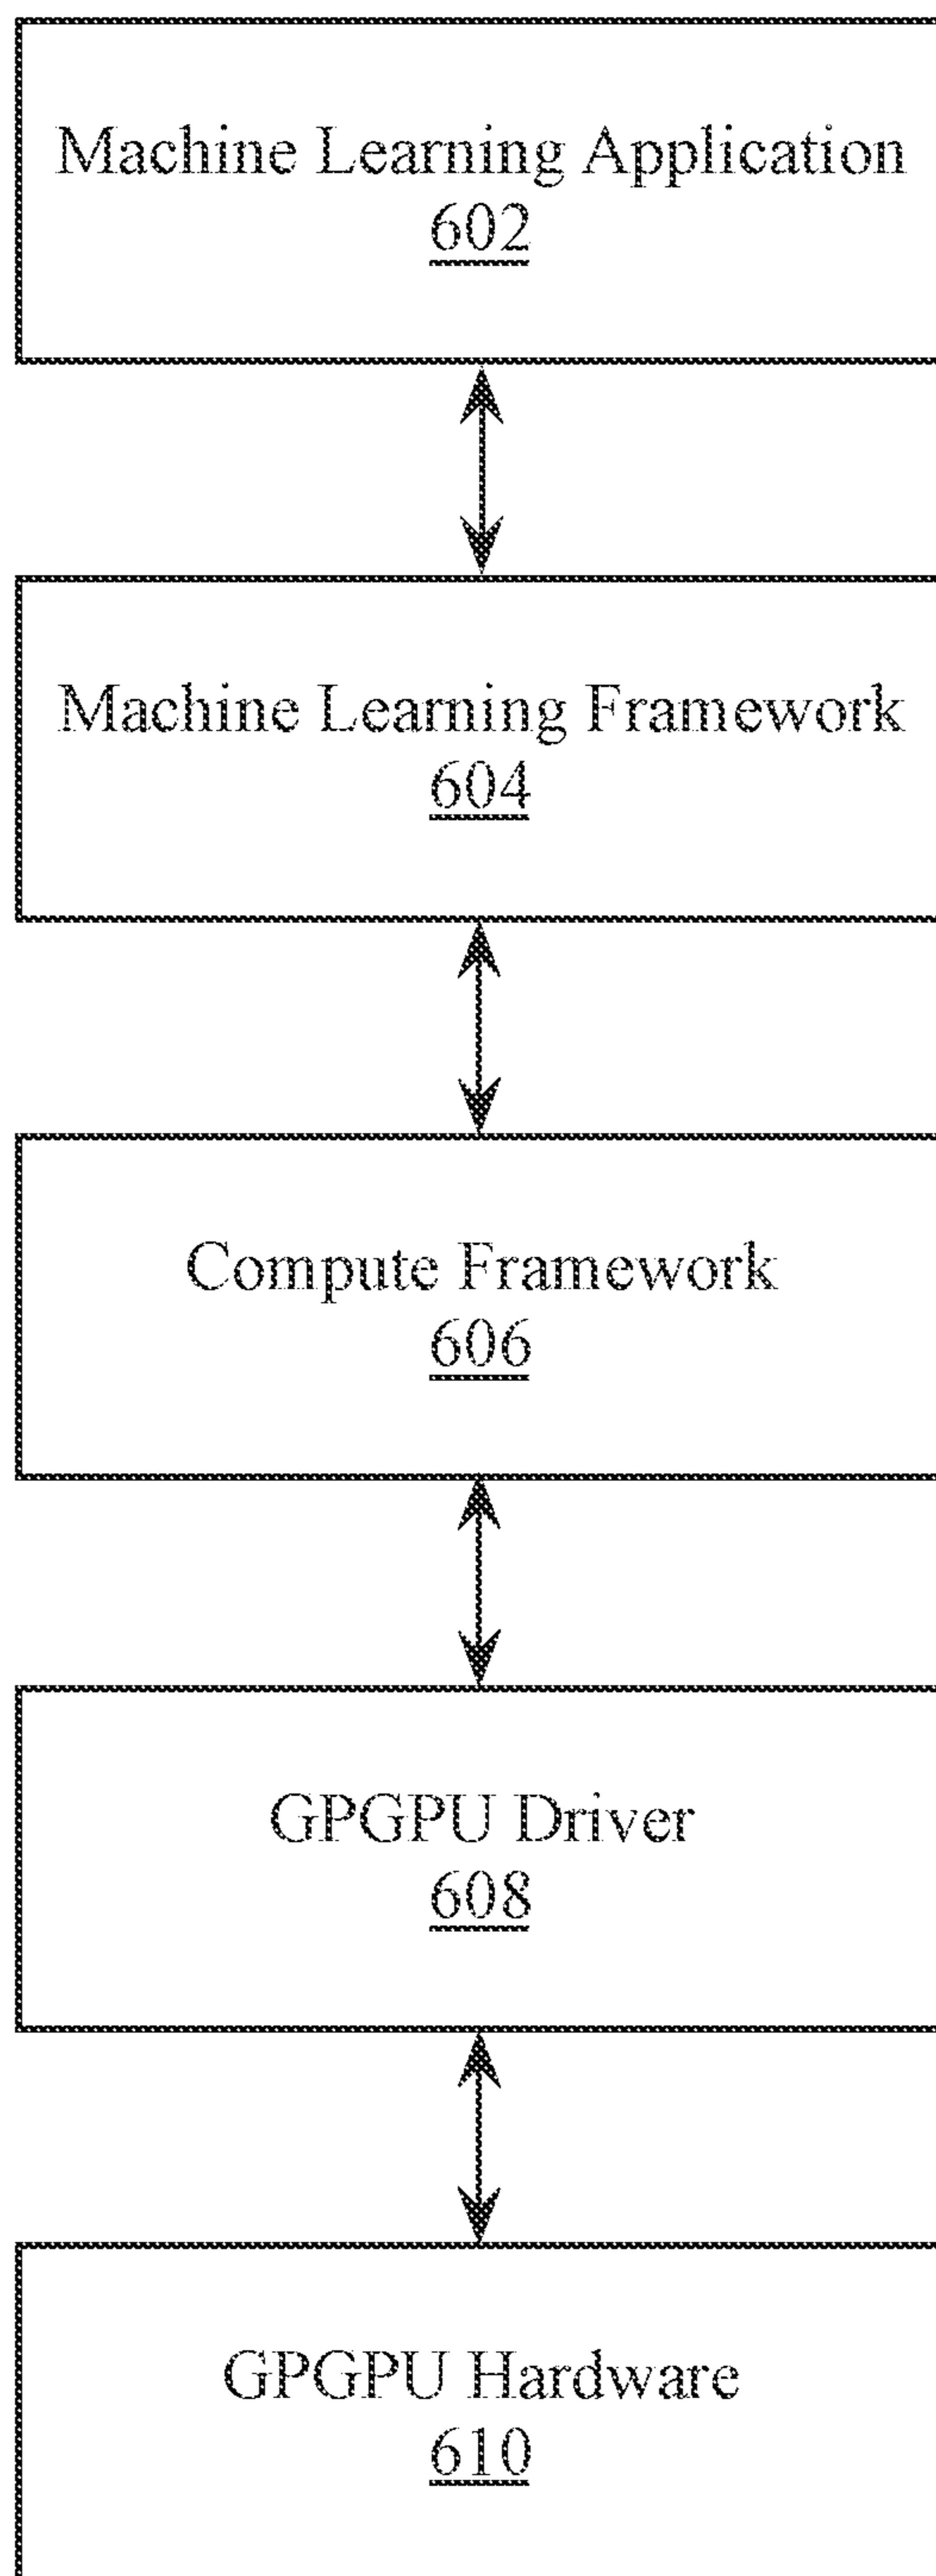 Machine Learning Application
602
Machine Learning Framework
604
Compute Framework
606
GPGPU Driver
608
GPGPU Hardware
610